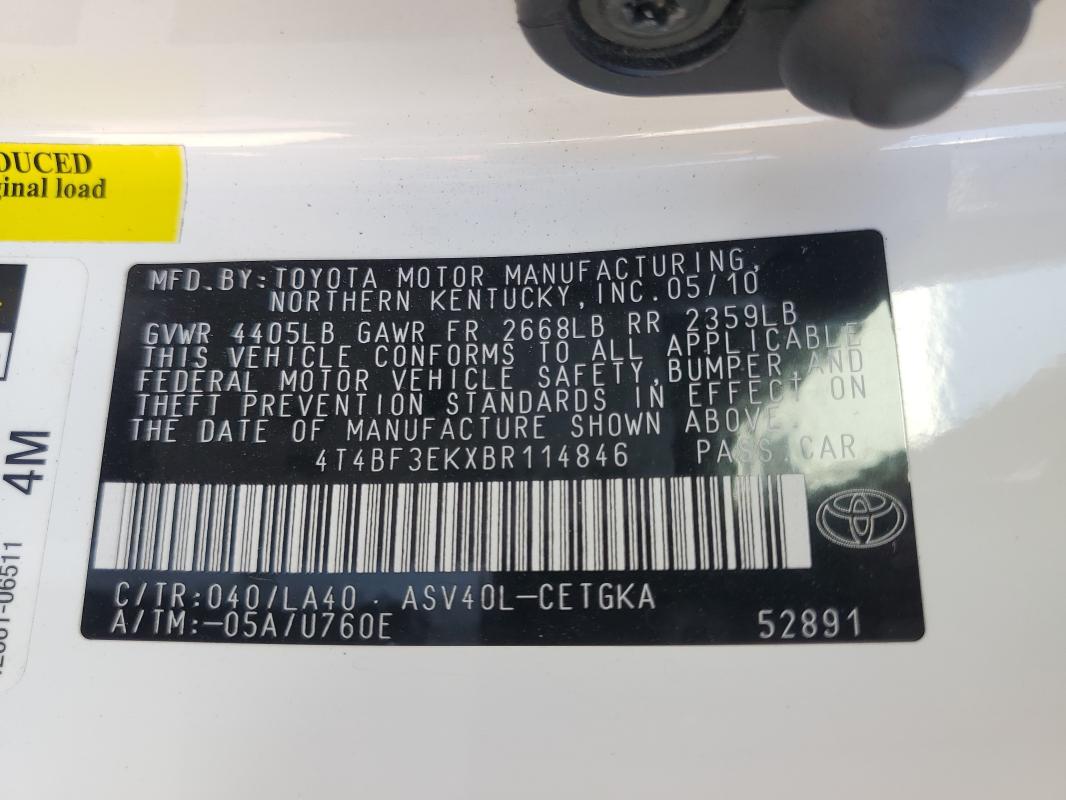 DUCED
ginal load
4M
-06511
MFD. BY: TOYOTA MOTOR MANUFACTURING,
NORTHERN KENTUCKY, INC. 05/10
GVWR 4405LB GAWR FR 2668LB RR 2359LB
THIS VEHICLE CONFORMS TO ALL APPLICABLE
FEDERAL MOTOR VEHICLE SAFETY, BUMPER, AND
THEFT PREVENTION STANDARDS IN EFFECT ON
THE DATE OF MANUFACTURE SHOWN ABOVE.
4T4BF3EKXBR114846 PASS. CAR
C/TR: 040/LA40 · ASV40L-CETGKA
A/TM: -05A/U760E 52891